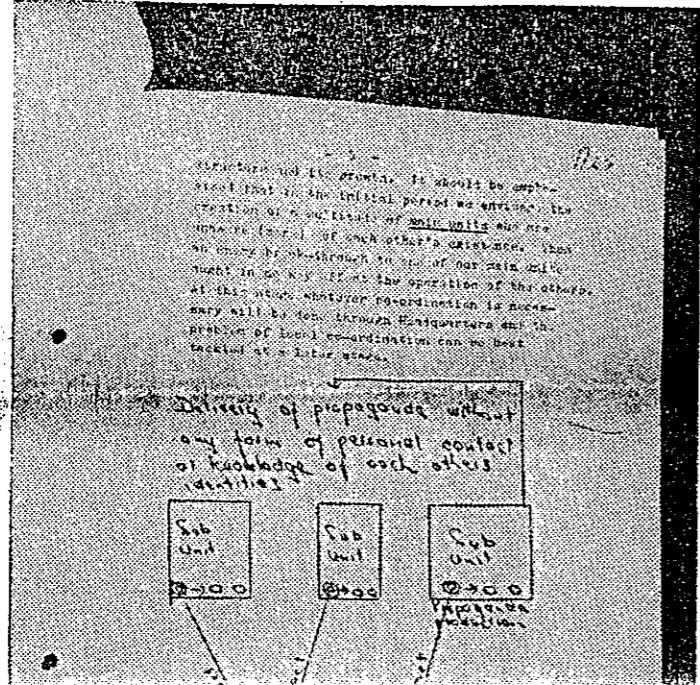 - 3 -
structure and its growth. It should be empha-
sised that in the initial period we envisage the
creation of a multitude of main units who are
unaware of each other's existence. Thus
an enemy break-through to one of our main units
ought in no way affect the operation of the others.
At this stage whatever co-ordination is neces-
sary will be done through Headquarters and the
problem of local co-ordination can be best
tackled at a later stage.
Delivery of propaganda without
any form of personal contact
or knowledge of each others
identities
Sub
Unit
Sub
Unit
Sub
Unit
Propaganda
production